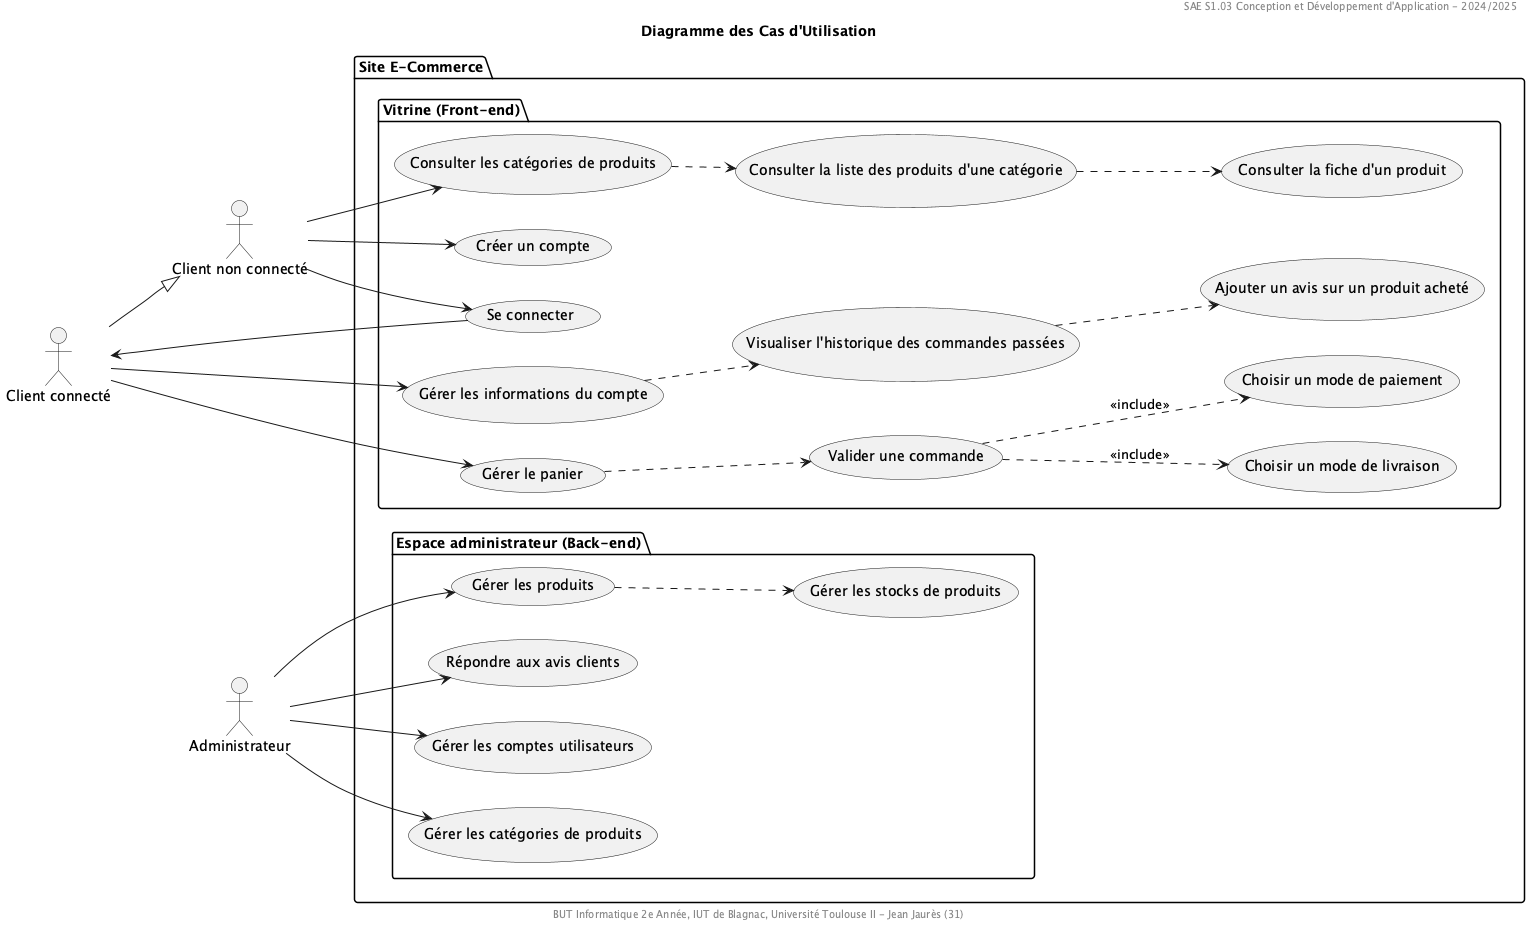 SAE S1.03 Conception et Développement d'Application - 2024/2025
Diagramme des Cas d'Utilisation
Site E-Commerce
Vitrine (Front-end)
Consulter les catégories de produits
Consulter la liste des produits d'une catégorie
Consulter la fiche d'un produit
Créer un compte
Client non connecté
Se connecter
Ajouter un avis sur un produit acheté
Visualiser l'historique des commandes passées
Client connecté
Gérer les informations du compte
Choisir un mode de paiement
«include»
Gérer le panier
Valider une commande
«include»
Choisir un mode de livraison
Espace administrateur (Back-end)
Gérer les produits
Gérer les stocks de produits
Répondre aux avis clients
Administrateur
Gérer les comptes utilisateurs
Gérer les catégories de produits
BUT Informatique 2e Année, IUT de Blagnac, Université Toulouse II - Jean Jaurès (31)